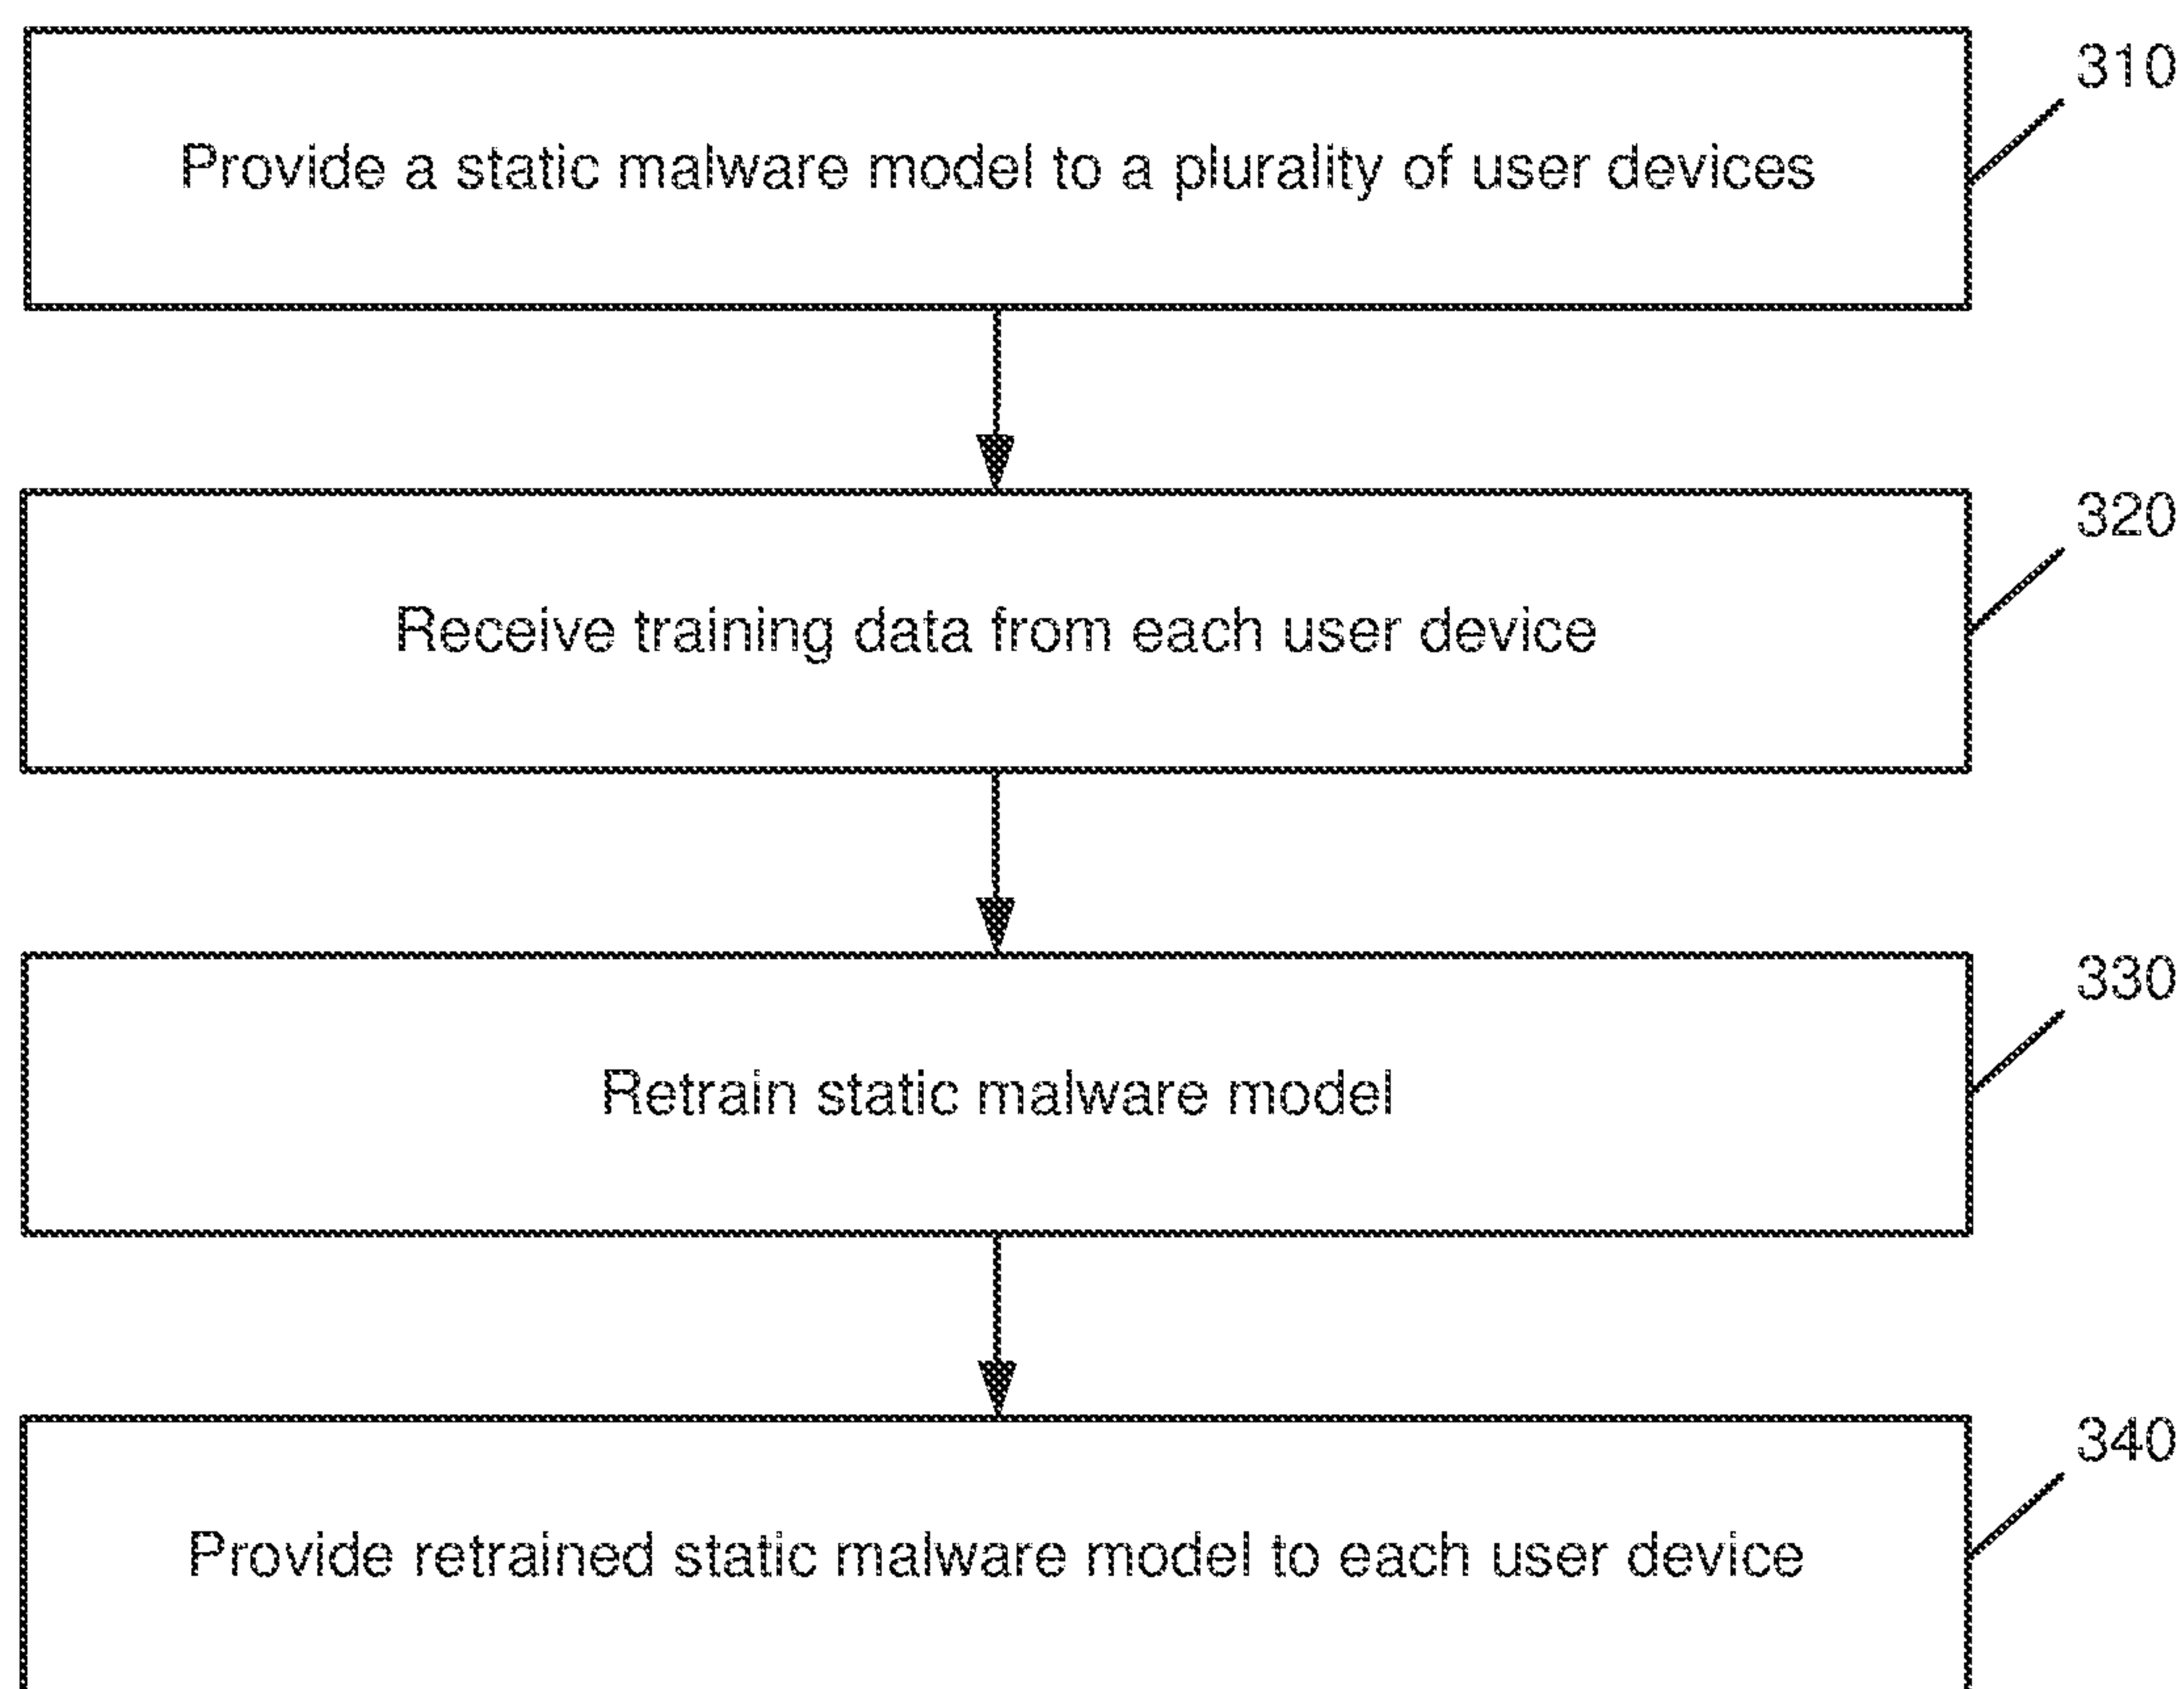 310
Provide a static malware model to a plurality of user devices
320
Receive training data from each user device
330
Retrain static malware model
340
Provide retrained static malware model to each user device